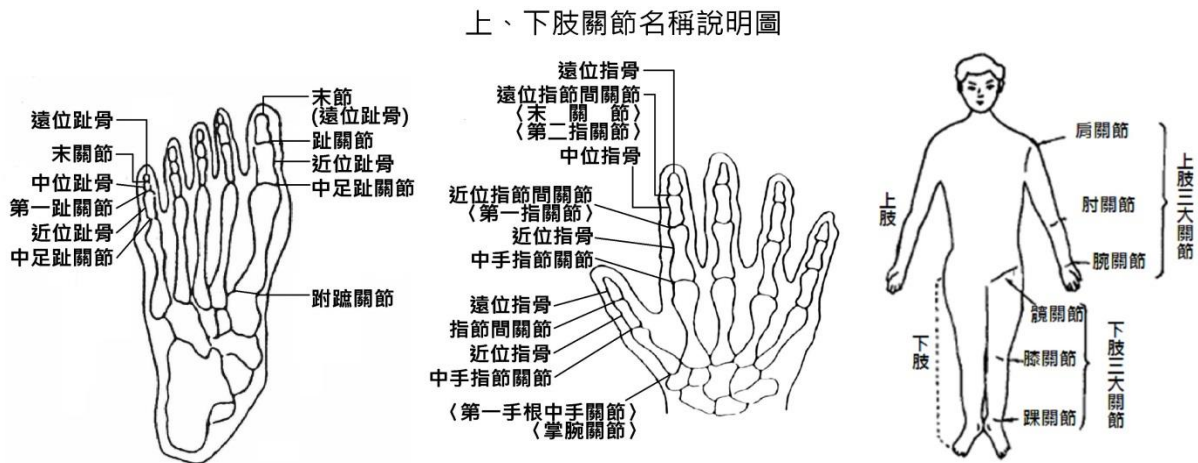 上、下肢關節名稱說明圖
遠位趾骨
末關節
中位趾骨
第一趾關節
近位趾骨
中足趾關節
末節
(遠位趾骨)
趾關節
近位趾骨
中足趾關節
跗蹠關節
遠位指骨
遠位指節間關節
〈末關節〉
〈第二指關節〉
中位指骨
近位指節間關節
〈第一指關節〉
近位指骨
中手指節關節
遠位指骨
指節間關節
近位指骨
中手指節關節
〈第一手根中手關節〉
〈掌腕關節〉
上肢
下肢
肩關節
肘關節
腕關節
上肢三大關節
髖關節
膝關節
踝關節
下肢三大關節